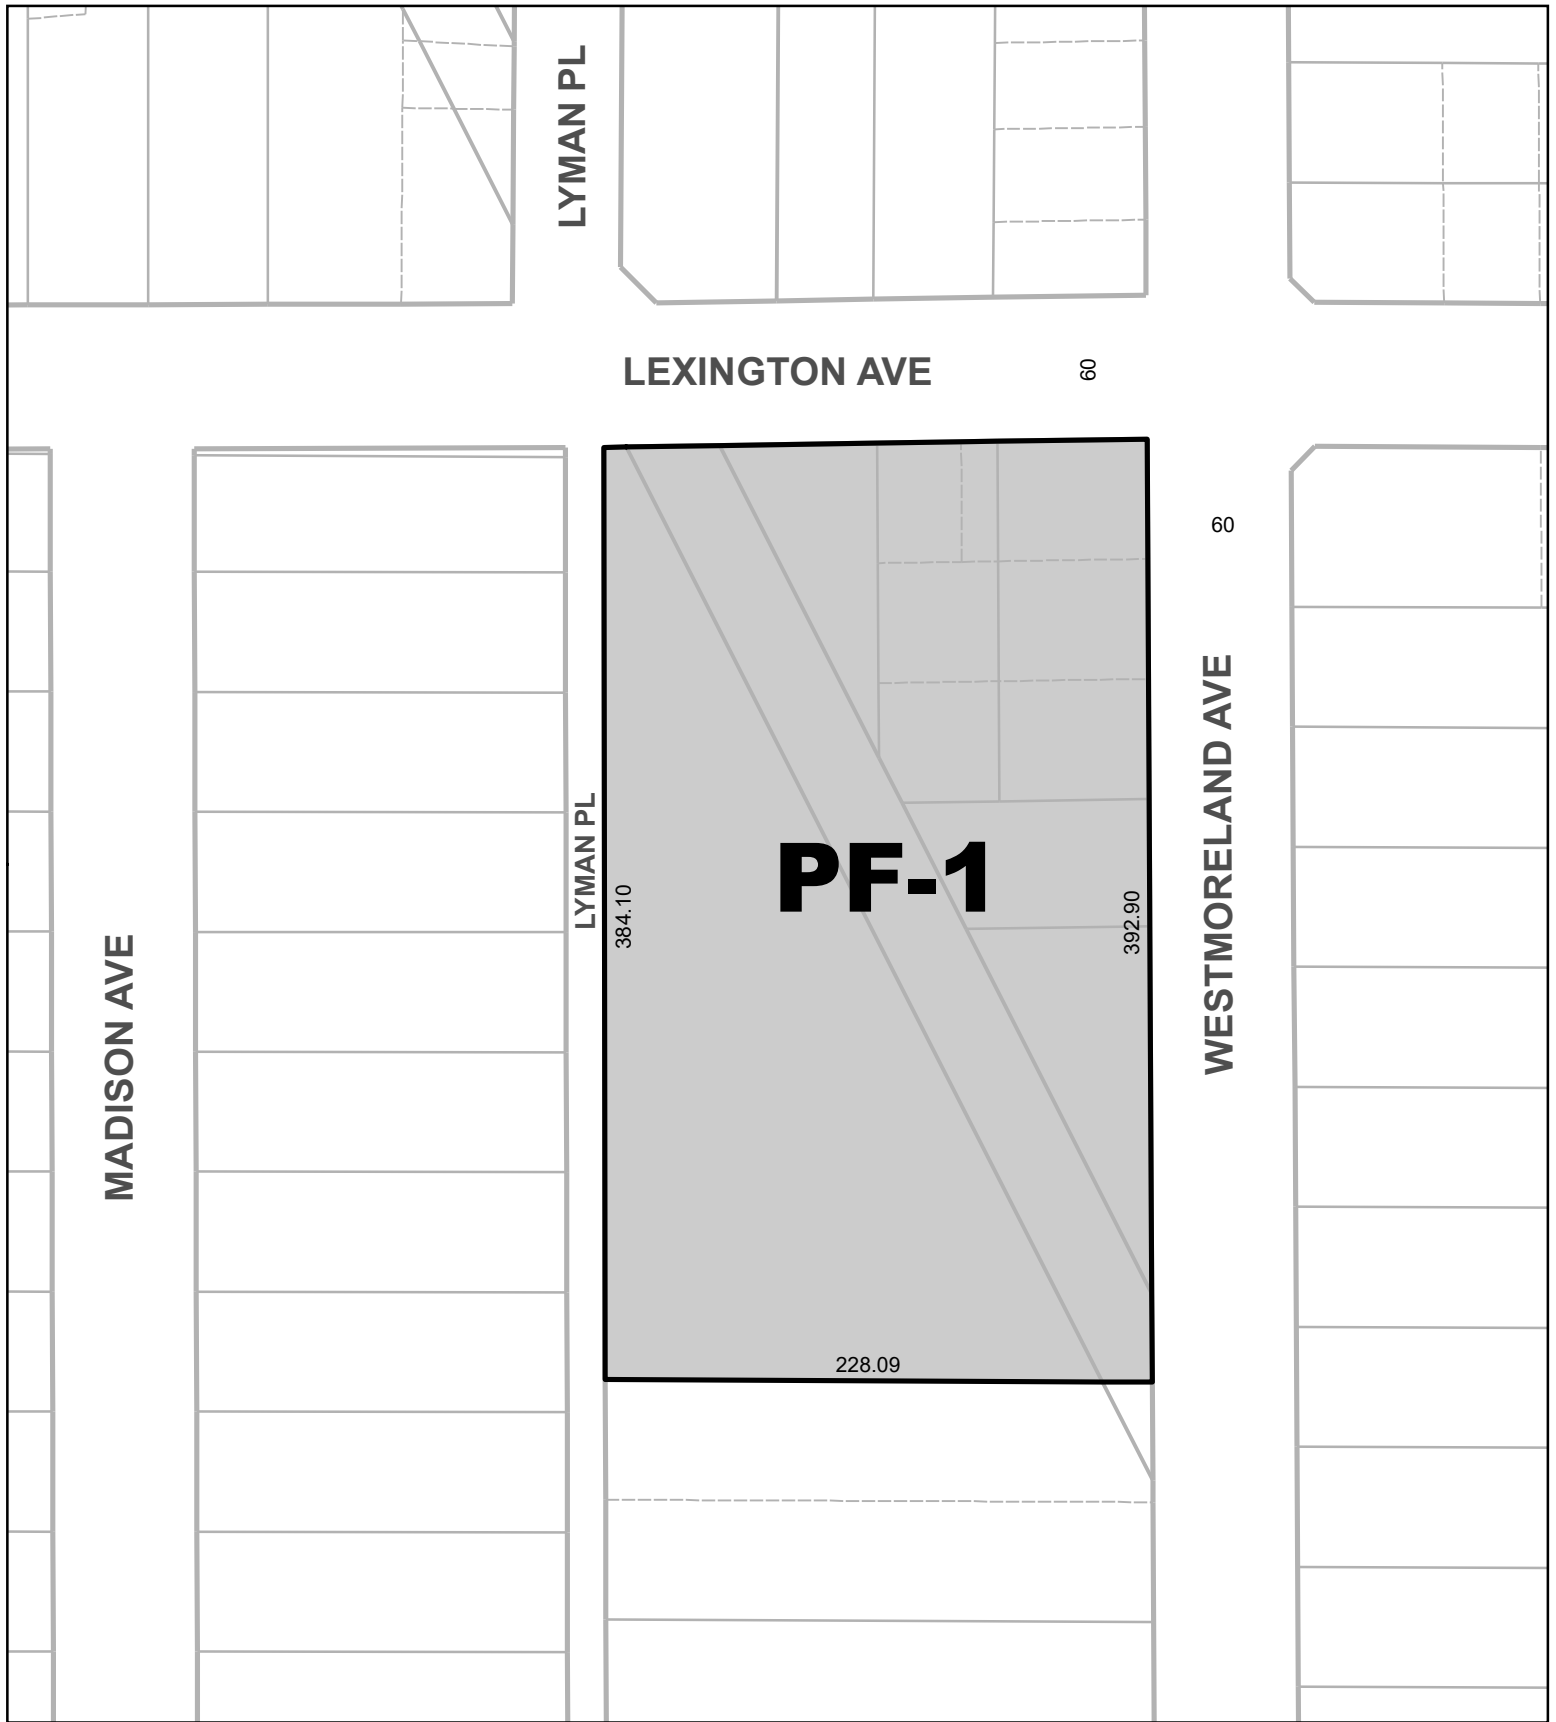 LYMAN PL
LEXINGTON AVE
60
60
WESTMORELAND AVE
LYMAN PL
PF-1
384.10
392.90
MADISON AVE
228.09